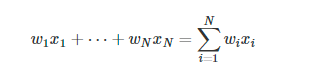 w₁x₁ + ⋯ + w_N x_N = ∑_{i=1}^{N} w_i x_i